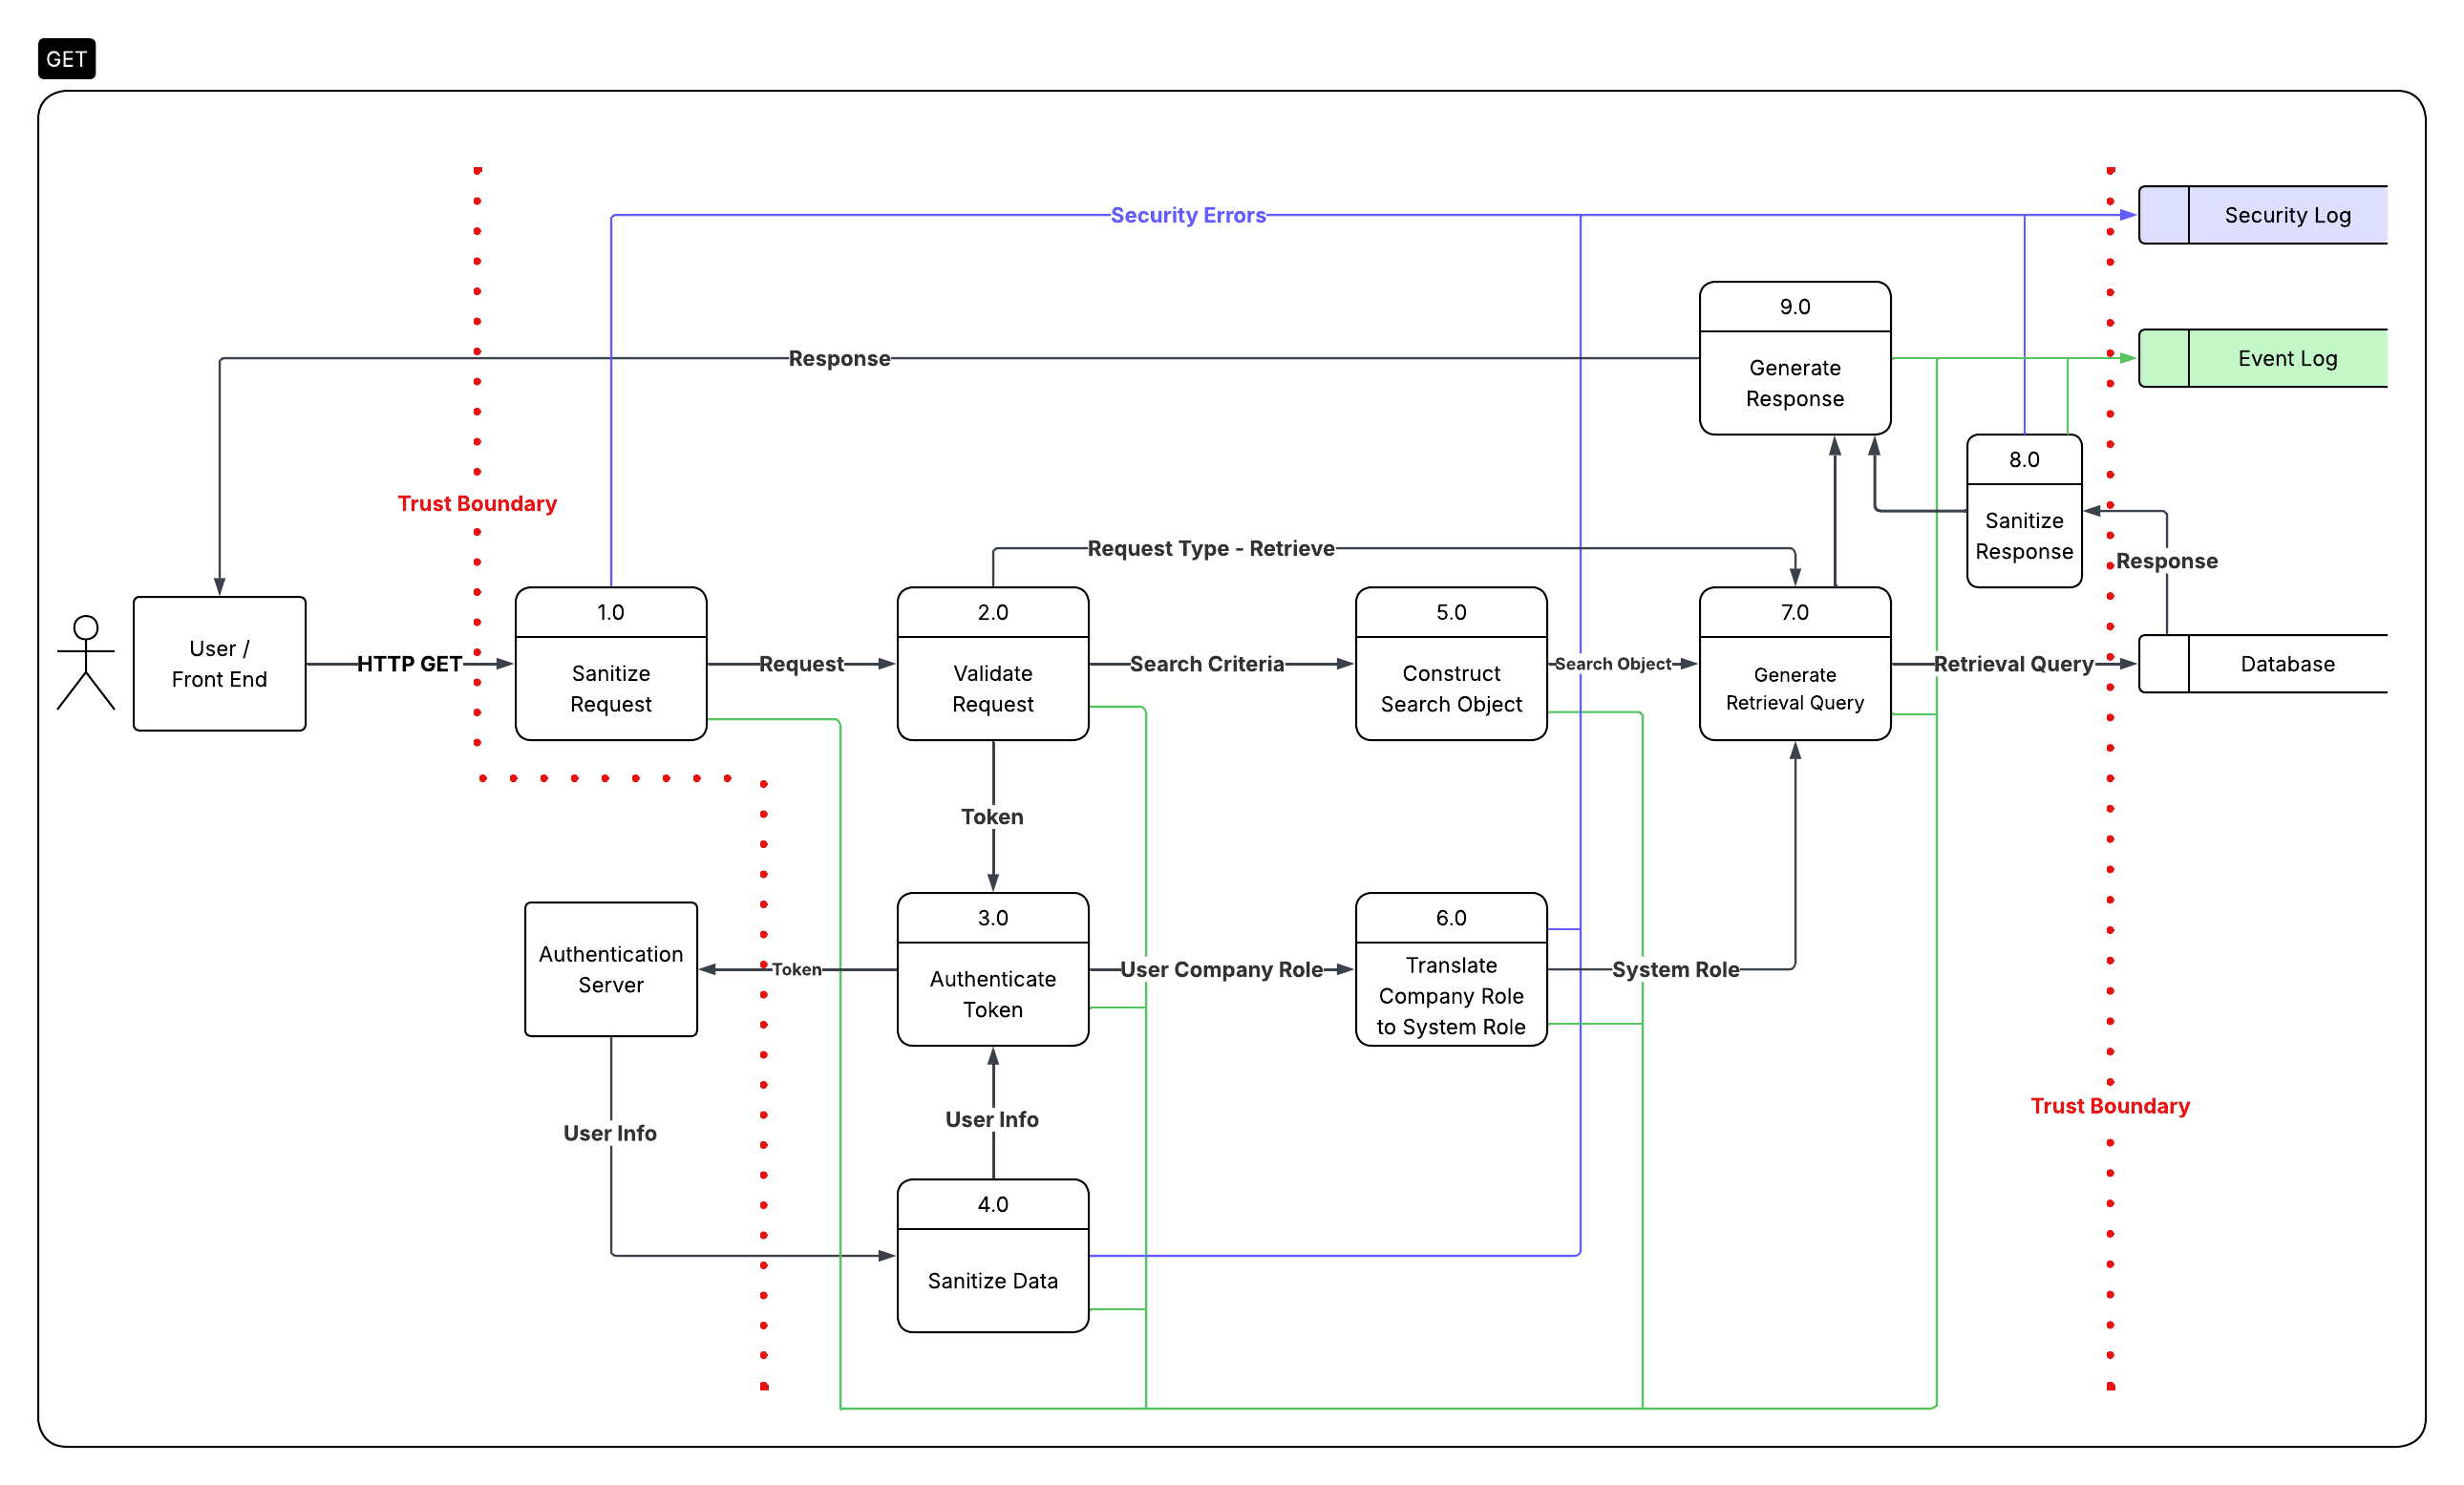 GET
Security Errors
Security Log
9.0
Generate
Response
Response
Event Log
8.0
Sanitize
Response
Trust Boundary
Request Type - Retrieve
Response
User /
Front End
HTTP GET
1.0
Sanitize
Request
Request
2.0
Validate
Request
Search Criteria
5.0
Construct
Search Object
Search Object
7.0
Generate
Retrieval Query
Retrieval Query
Database
Token
Authentication
Server
Token
3.0
Authenticate
Token
User Company Role
6.0
Translate
Company Role
to System Role
System Role
User Info
User Info
Trust Boundary
4.0
Sanitize Data